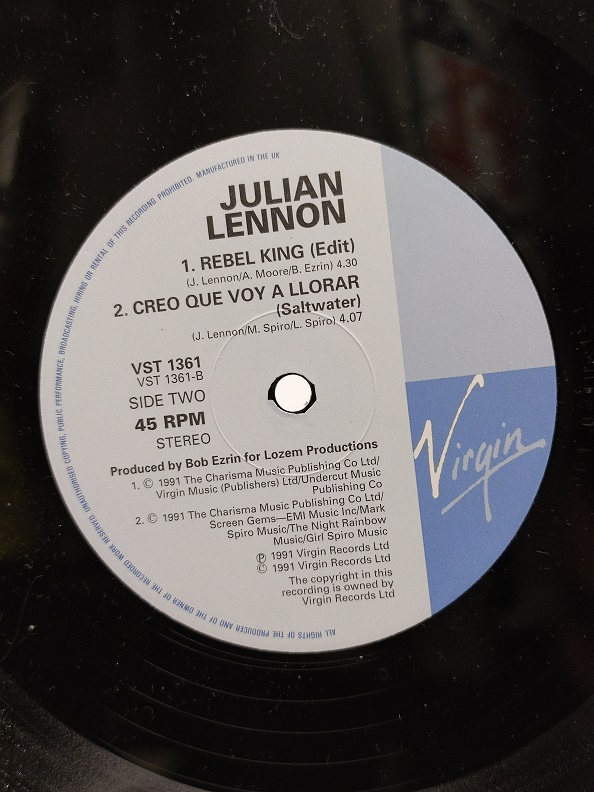 JULIAN
LENNON
1. REBEL KING (Edit)
(J. Lennon/A. Moore/B. Ezrin) 4.30
2. CREO QUE VOY A LLORAR
(Saltwater)
(J. Lennon/M. Spiro/L. Spiro) 4.07
VST 1361
VST 1361-B
SIDE TWO
45 RPM
STEREO
Virgin
Produced by Bob Ezrin for Lozem Productions
1. © 1991 The Charisma Music Publishing Co Ltd/
Virgin Music (Publishers) Ltd/Undercut Music
Publishing Co
2. © 1991 The Charisma Music Publishing Co Ltd/
Screen Gems—EMI Music Inc/Mark
Spiro Music/The Night Rainbow
Music/Girl Spiro Music
℗ 1991 Virgin Records Ltd
© 1991 Virgin Records Ltd
The copyright in this
recording is owned by
Virgin Records Ltd
ALL RIGHTS OF THE PRODUCER AND OF THE OWNER OF THE RECORDED WORK RESERVED. UNAUTHORISED COPYING, PUBLIC PERFORMANCE, BROADCASTING, HIRING OR RENTAL OF THIS RECORDING PROHIBITED. MANUFACTURED IN THE UK